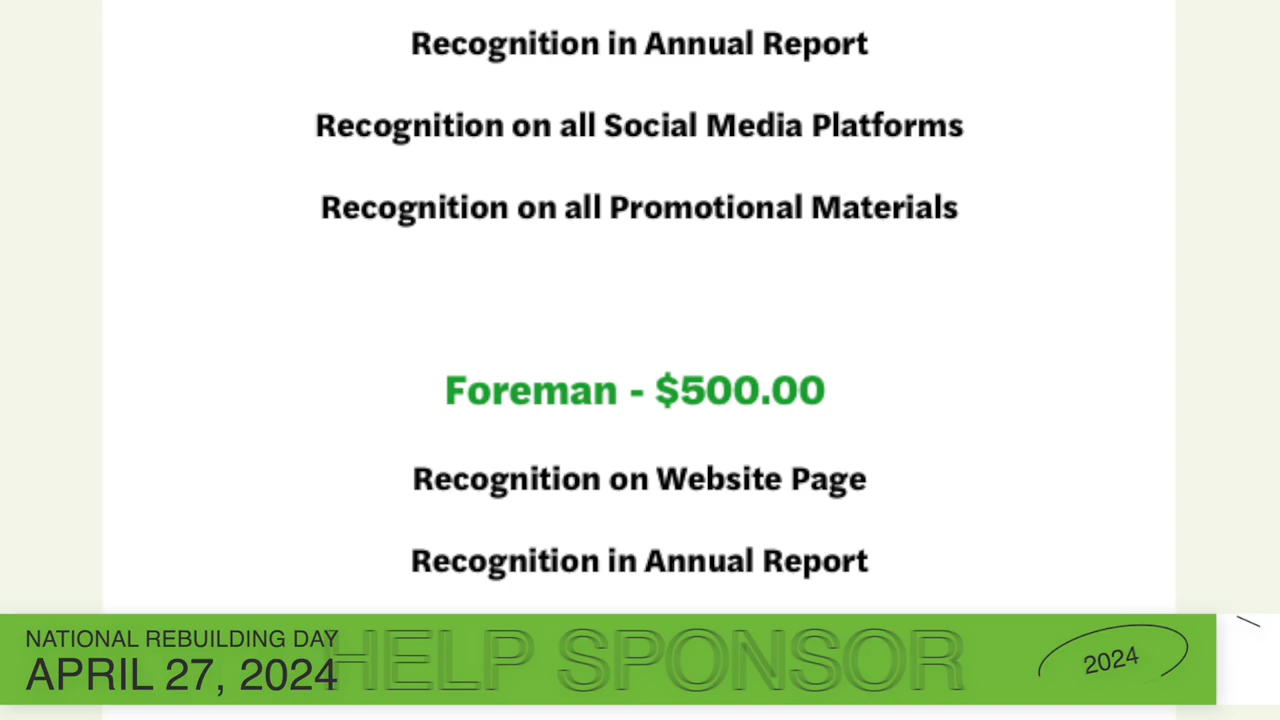 Recognition in Annual Report
Recognition on all Social Media Platforms
Recognition on all Promotional Materials
Foreman - $500.00
Recognition on Website Page
Recognition in Annual Report
NATIONAL REBUILDING DAY
APRIL 27, 2024
HELP SPONSOR
2024